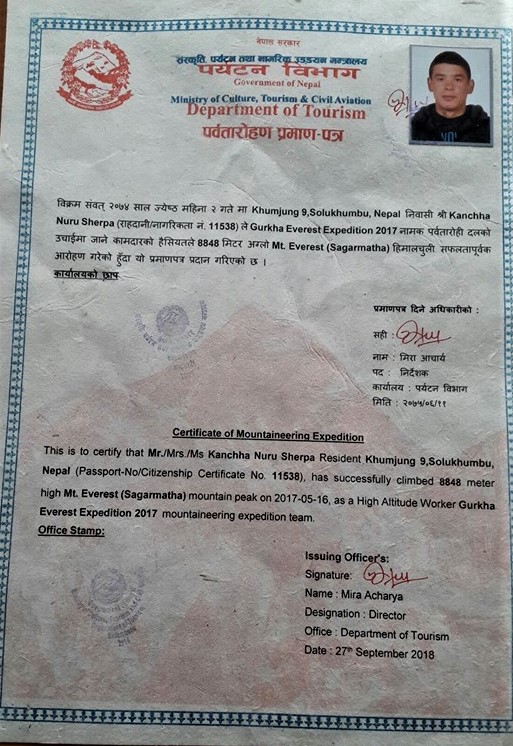 नेपाल सरकार
संस्कृति, पर्यटन तथा नागरिक उड्डयन मन्त्रालय
पर्यटन विभाग
Government of Nepal
Ministry of Culture, Tourism & Civil Aviation
Department of Tourism
पर्वतारोहण प्रमाण-पत्र
विक्रम संवत् २०७४ साल ज्येष्ठ महिना २ गते मा Khumjung 9,Solukhumbu, Nepal निवासी श्री Kanchha
Nuru Sherpa (राहदानी/नागरिकता नं. 11538) ले Gurkha Everest Expedition 2017 नामक पर्वतारोही दलको
उचाईमा जाने कामदारको हैसियतले 8848 मिटर अग्लो Mt. Everest (Sagarmatha) हिमालचुली सफलतापूर्वक
आरोहण गरेको हुँदा यो प्रमाणपत्र प्रदान गरिएको छ ।
कार्यालयको छाप
प्रमाणपत्र दिने अधिकारीको :
सही :
नाम : मिरा आचार्य
पद : निर्देशक
कार्यालय : पर्यटन विभाग
मिति : २०७५/०६/११
Certificate of Mountaineering Expedition
This is to certify that Mr./Mrs./Ms Kanchha Nuru Sherpa Resident Khumjung 9,Solukhumbu,
Nepal (Passport-No/Citizenship Certificate No. 11538), has successfully climbed 8848 meter
high Mt. Everest (Sagarmatha) mountain peak on 2017-05-16, as a High Attitude Worker Gurkha
Everest Expedition 2017 mountaineering expedition team.
Office Stamp:
Issuing Officer's:
Signature:
Name : Mira Acharya
Designation : Director
Office : Department of Tourism
Date : 27th September 2018